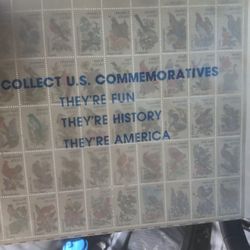 COLLECT U.S. COMMEMORATIVES
THEY'RE FUN
THEY'RE HISTORY
THEY'RE AMERICA